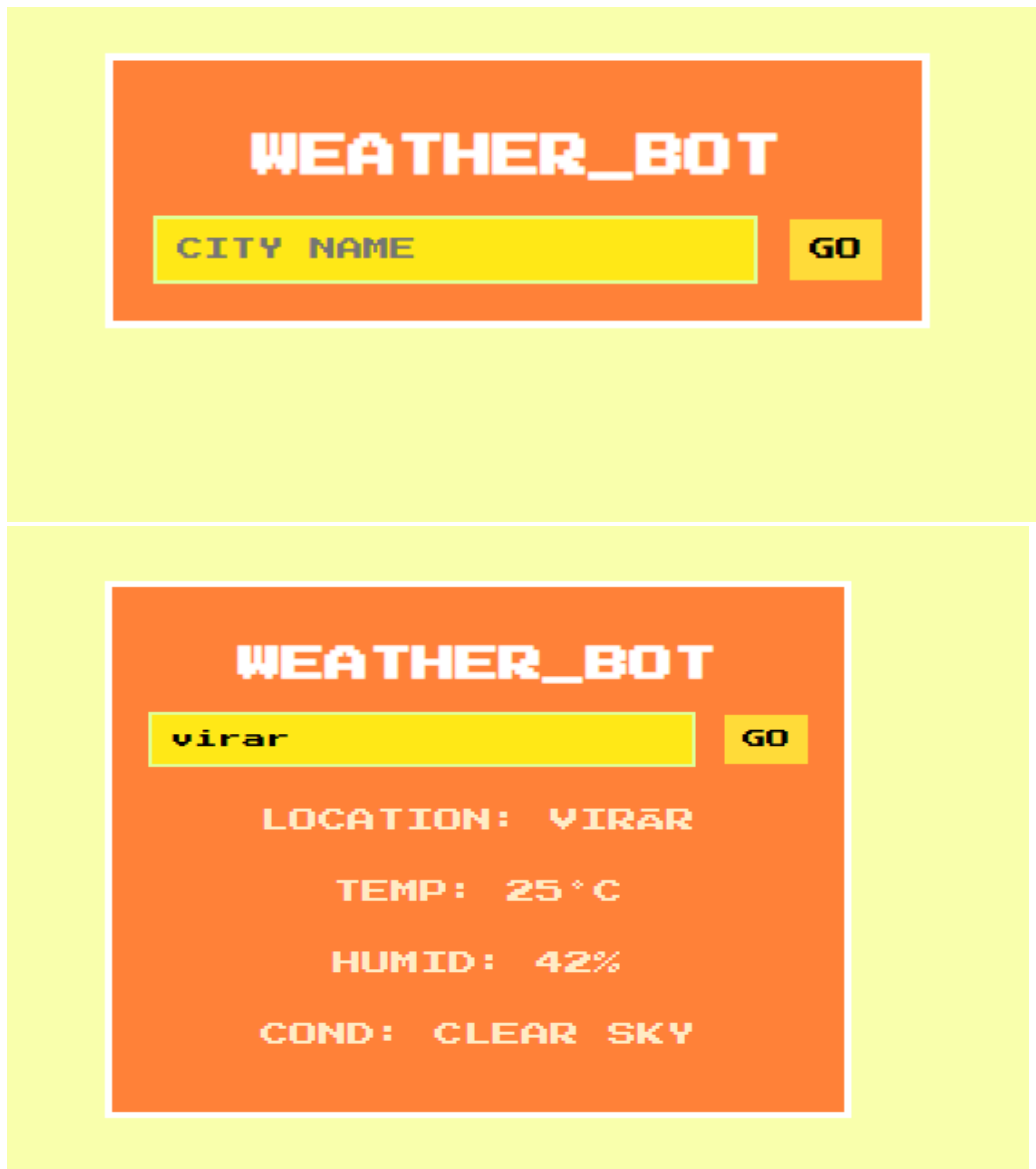 WEATHER_BOT
CITY NAME GO
WEATHER_BOT
virar GO
LOCATION: VIRāR
TEMP: 25°C
HUMID: 42%
COND: CLEAR SKY